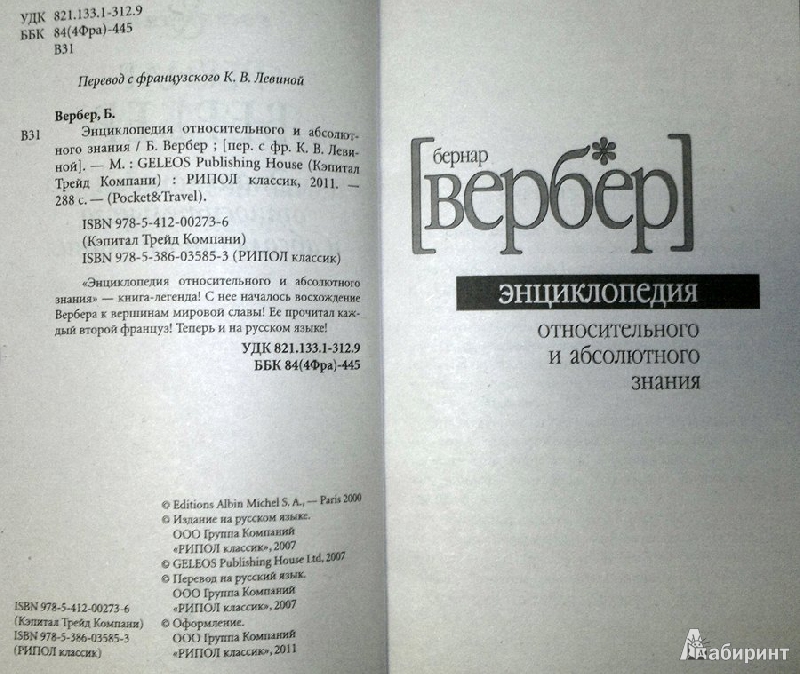 УДК 821.133.1-312.9
ББК 84(4Фра)-445
В31
Перевод с французского К. В. Левиной
Вербер, Б.
В31 Энциклопедия относительного и абсолют-
ного знания / Б. Вербер ; [пер. с фр. К. В. Леви-
ной]. — М. : GELEOS Publishing House (Кэпитал
Трейд Компани) : РИПОЛ классик, 2011. —
288 с. — (Pocket&Travel).
ISBN 978-5-412-00273-6
(Кэпитал Трейд Компани)
ISBN 978-5-386-03585-3 (РИПОЛ классик)
«Энциклопедия относительного и абсолютного
знания» — книга-легенда! С нее началось восхождение
Вербера к вершинам мировой славы! Ее прочитал каж-
дый второй француз! Теперь и на русском языке!
УДК 821.133.1-312.9
ББК 84(4Фра)-445
© Editions Albin Michel S. A., — Paris 2000
© Издание на русском языке.
ООО Группа Компаний
«РИПОЛ классик», 2007
© GELEOS Publishing House Ltd, 2007
© Перевод на русский язык.
ООО Группа Компаний
«РИПОЛ классик», 2007
© Оформление.
ООО Группа Компаний
«РИПОЛ классик», 2011
ISBN 978-5-412-00273-6
(Кэпитал Трейд Компани)
ISBN 978-5-386-03585-3
(РИПОЛ классик)
[бернар
вербер]
ЭНЦИКЛОПЕДИЯ
относительного
и абсолютного
знания
Лабиринт